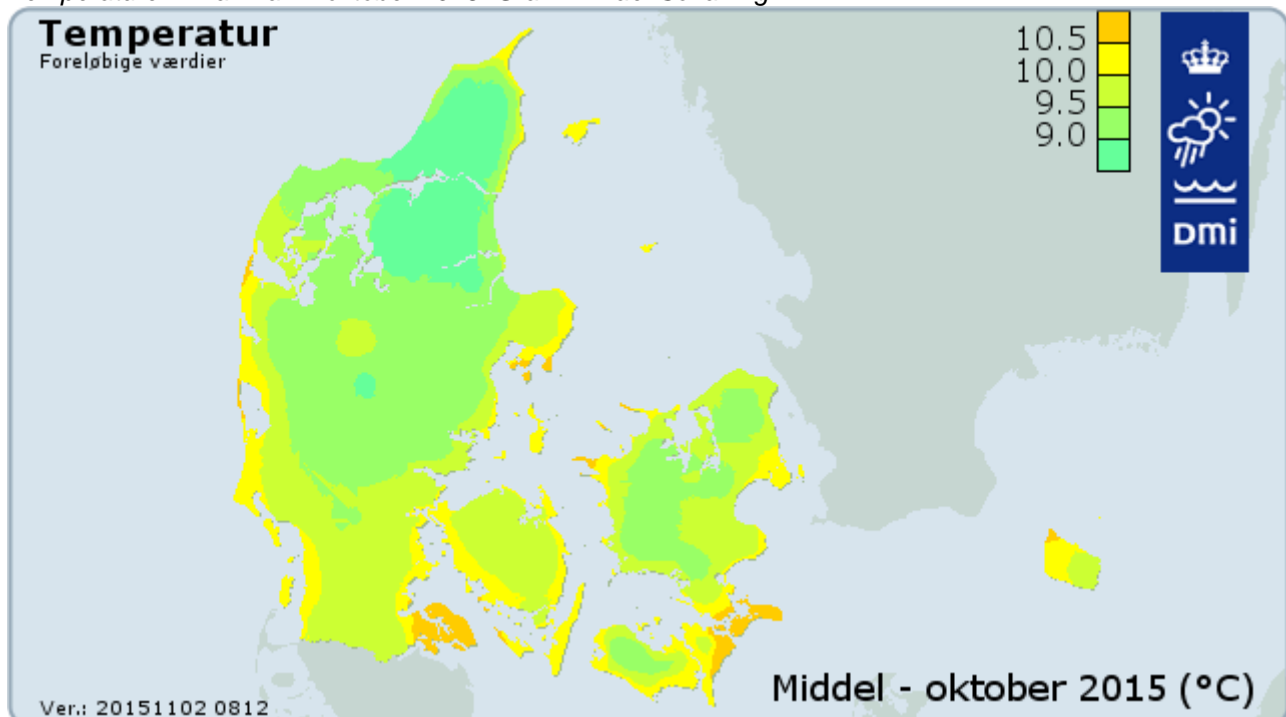 Temperatur
Foreløbige værdier
10.5
10.0
9.5
9.0
DMi
Middel - oktober 2015 (°C)
Ver.: 20151102 0812